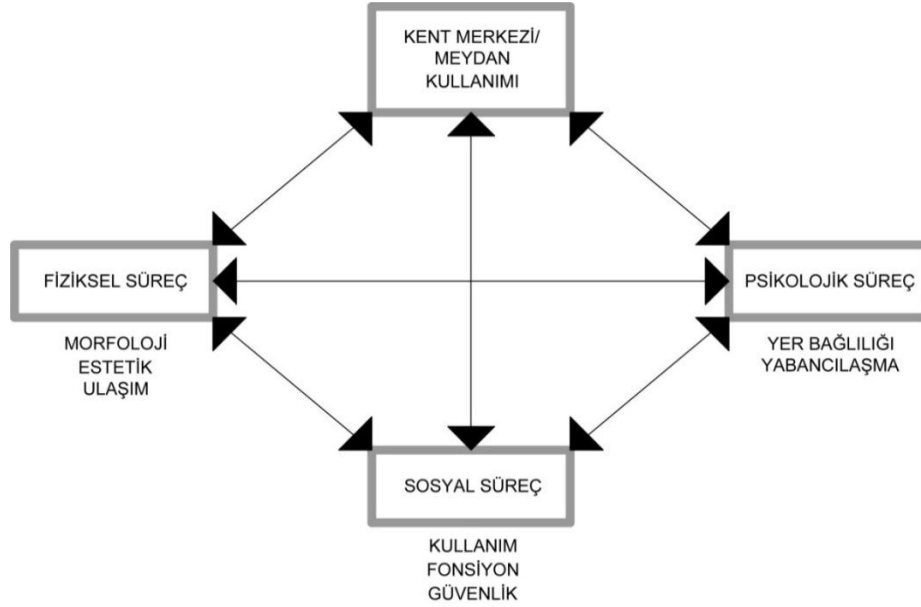 KENT MERKEZİ/
MEYDAN
KULLANIMI
FİZİKSEL SÜREÇ
PSİKOLOJİK SÜREÇ
MORFOLOJİ
ESTETİK
ULAŞIM
YER BAĞLILIĞI
YABANCILAŞMA
SOSYAL SÜREÇ
KULLANIM
FONSİYON
GÜVENLİK